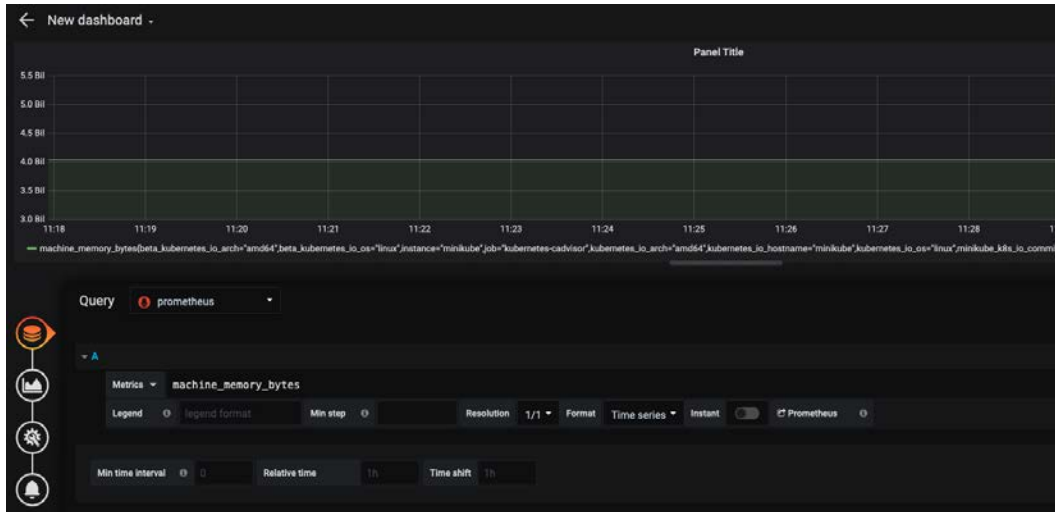 New dashboard
Panel Title
5.5 Bil
5.0 Bil
4.5 Bil
4.0 Bil
3.5 Bil
3.0 Bil
11:18 11:19 11:20 11:21 11:22 11:23 11:24 11:25 11:26 11:27 11:28 1
machine_memory_bytes{beta_kubernetes_io_arch="amd64",beta_kubernetes_io_os="linux",instance="minikube",job="kubernetes-cadvisor",kubernetes_io_arch="amd64",kubernetes_io_hostname="minikube",kubernetes_io_os="linux",minikube_k8s_io_commi
Query prometheus
A
Metrics machine_memory_bytes
Legend legend format Min step Resolution 1/1 Format Time series Instant Prometheus
Min time interval 0 Relative time 1h Time shift 1h